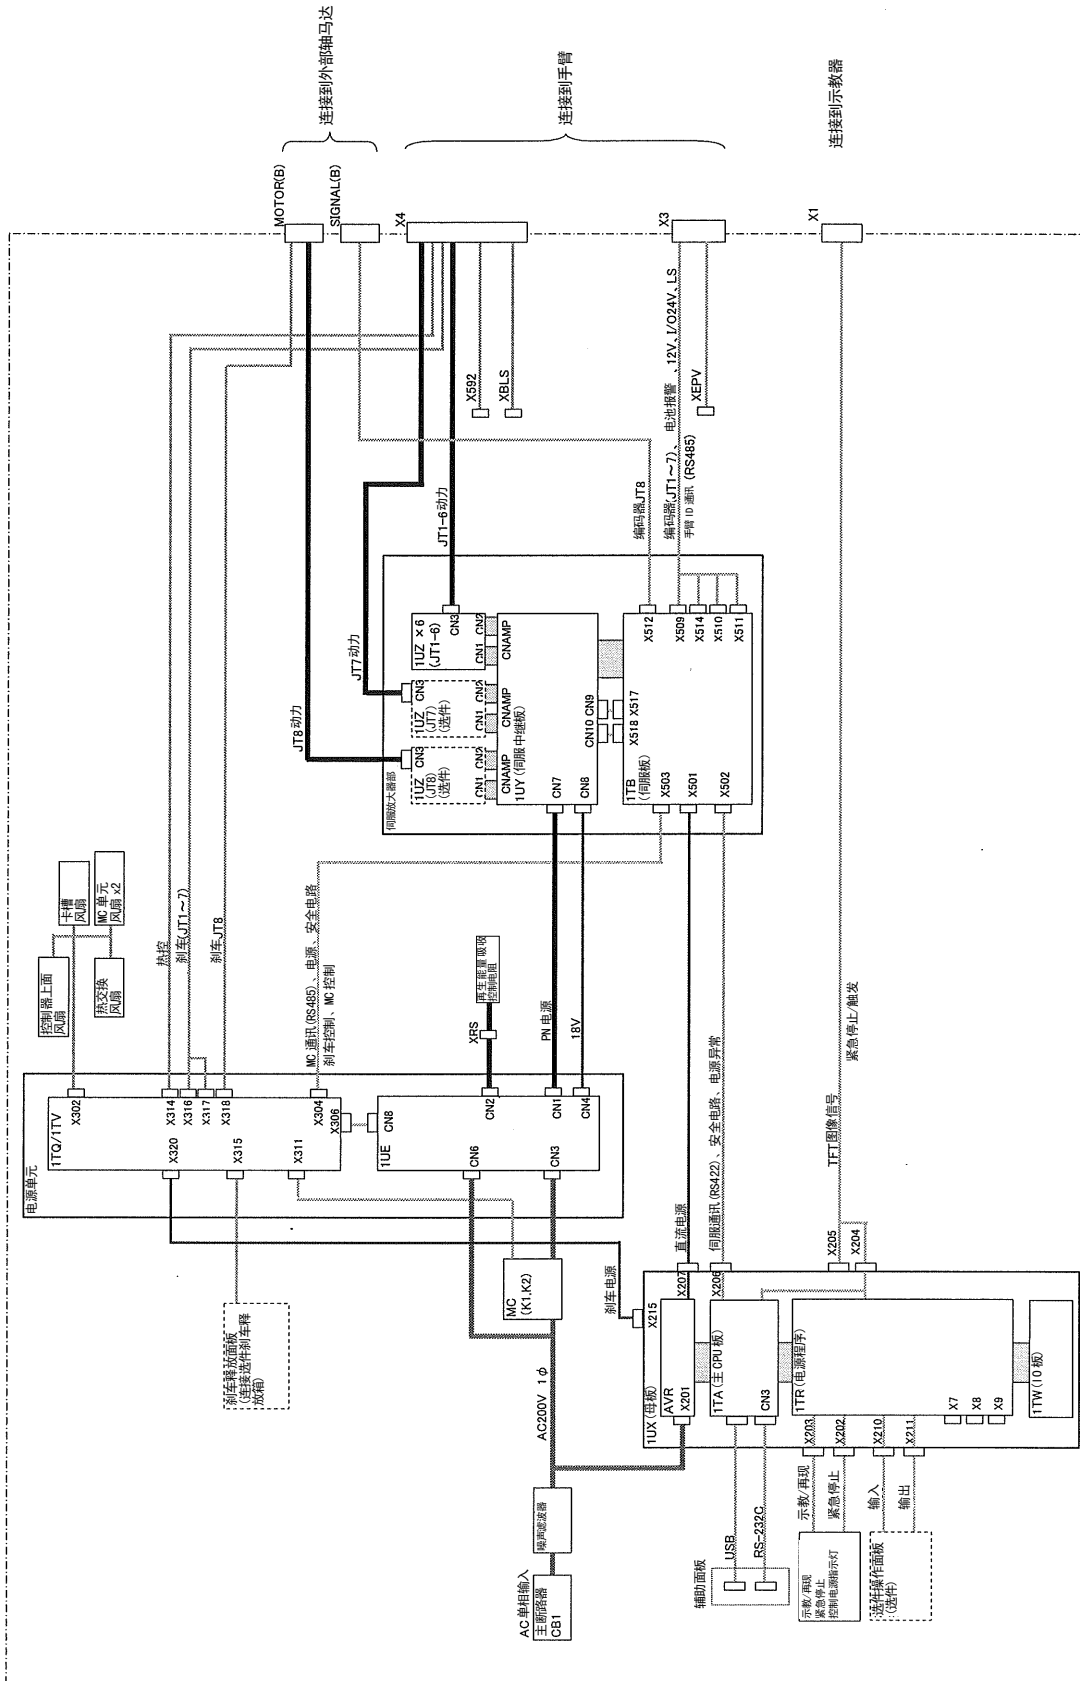 连接到外部轴马达
连接到手臂
连接到示教器
MOTOR(B)
SIGNAL(B)
X4
X3
X1
X592
XBLS
XEPV
编码器(JT1～7)、 电池报警 、12V、I/O24V、LS
手臂 ID 通讯 (RS485)
编码器JT8
JT1-6动力
JT7动力
JT8动力
热控
刹车(JT1～7)
刹车JT8
伺服放大器部
1UZ × 6
(JT1-6)
CN3
CN1
CN2
1UZ
(JT7)
(选件)
CN3
CN1
CN2
1UZ
(JT8)
(选件)
CN3
CN1
CN2
CNAMP
CNAMP
CNAMP
1UY (伺服中继板)
CN7
CN8
CN10
CN9
X518
X517
1TB
(伺服板)
X503
X501
X502
X512
X509
X514
X510
X511
卡槽
风扇
MC 单元
风扇 x2
控制器上面
风扇
热交换
风扇
MC 通讯(RS485)、电源、安全电路
刹车控制、MC 控制
再生能量吸收
控制电阻
XRS
PN 电源
18V
电源单元
1TQ/1TV
X302
X314
X316
X317
X318
X304
X306
X320
X315
X311
1UE
CN8
CN2
CN1
CN4
CN6
CN3
紧急停止/触发
TFT图像信号
直流电源
伺服通讯(RS422)、安全电路、电源异常
刹车电源
MC
(K1,K2)
刹车释放面板
(连接选件刹车释
放箱)
AC200V 1φ
噪声滤波器
AC单相输入
主断路器
CB1
1UX (母板)
X215
X207
X206
X205
X204
AVR
X201
1TA (主 CPU 板)
CN3
1TR (电源程序)
X203
X202
X210
X211
X7
X8
X9
1TW (IO 板)
USB
RS-232C
辅助面板
示教/再现
紧急停止
输入
输出
示教/再现
紧急停止
控制电源指示灯
选件操作面板
(选件)